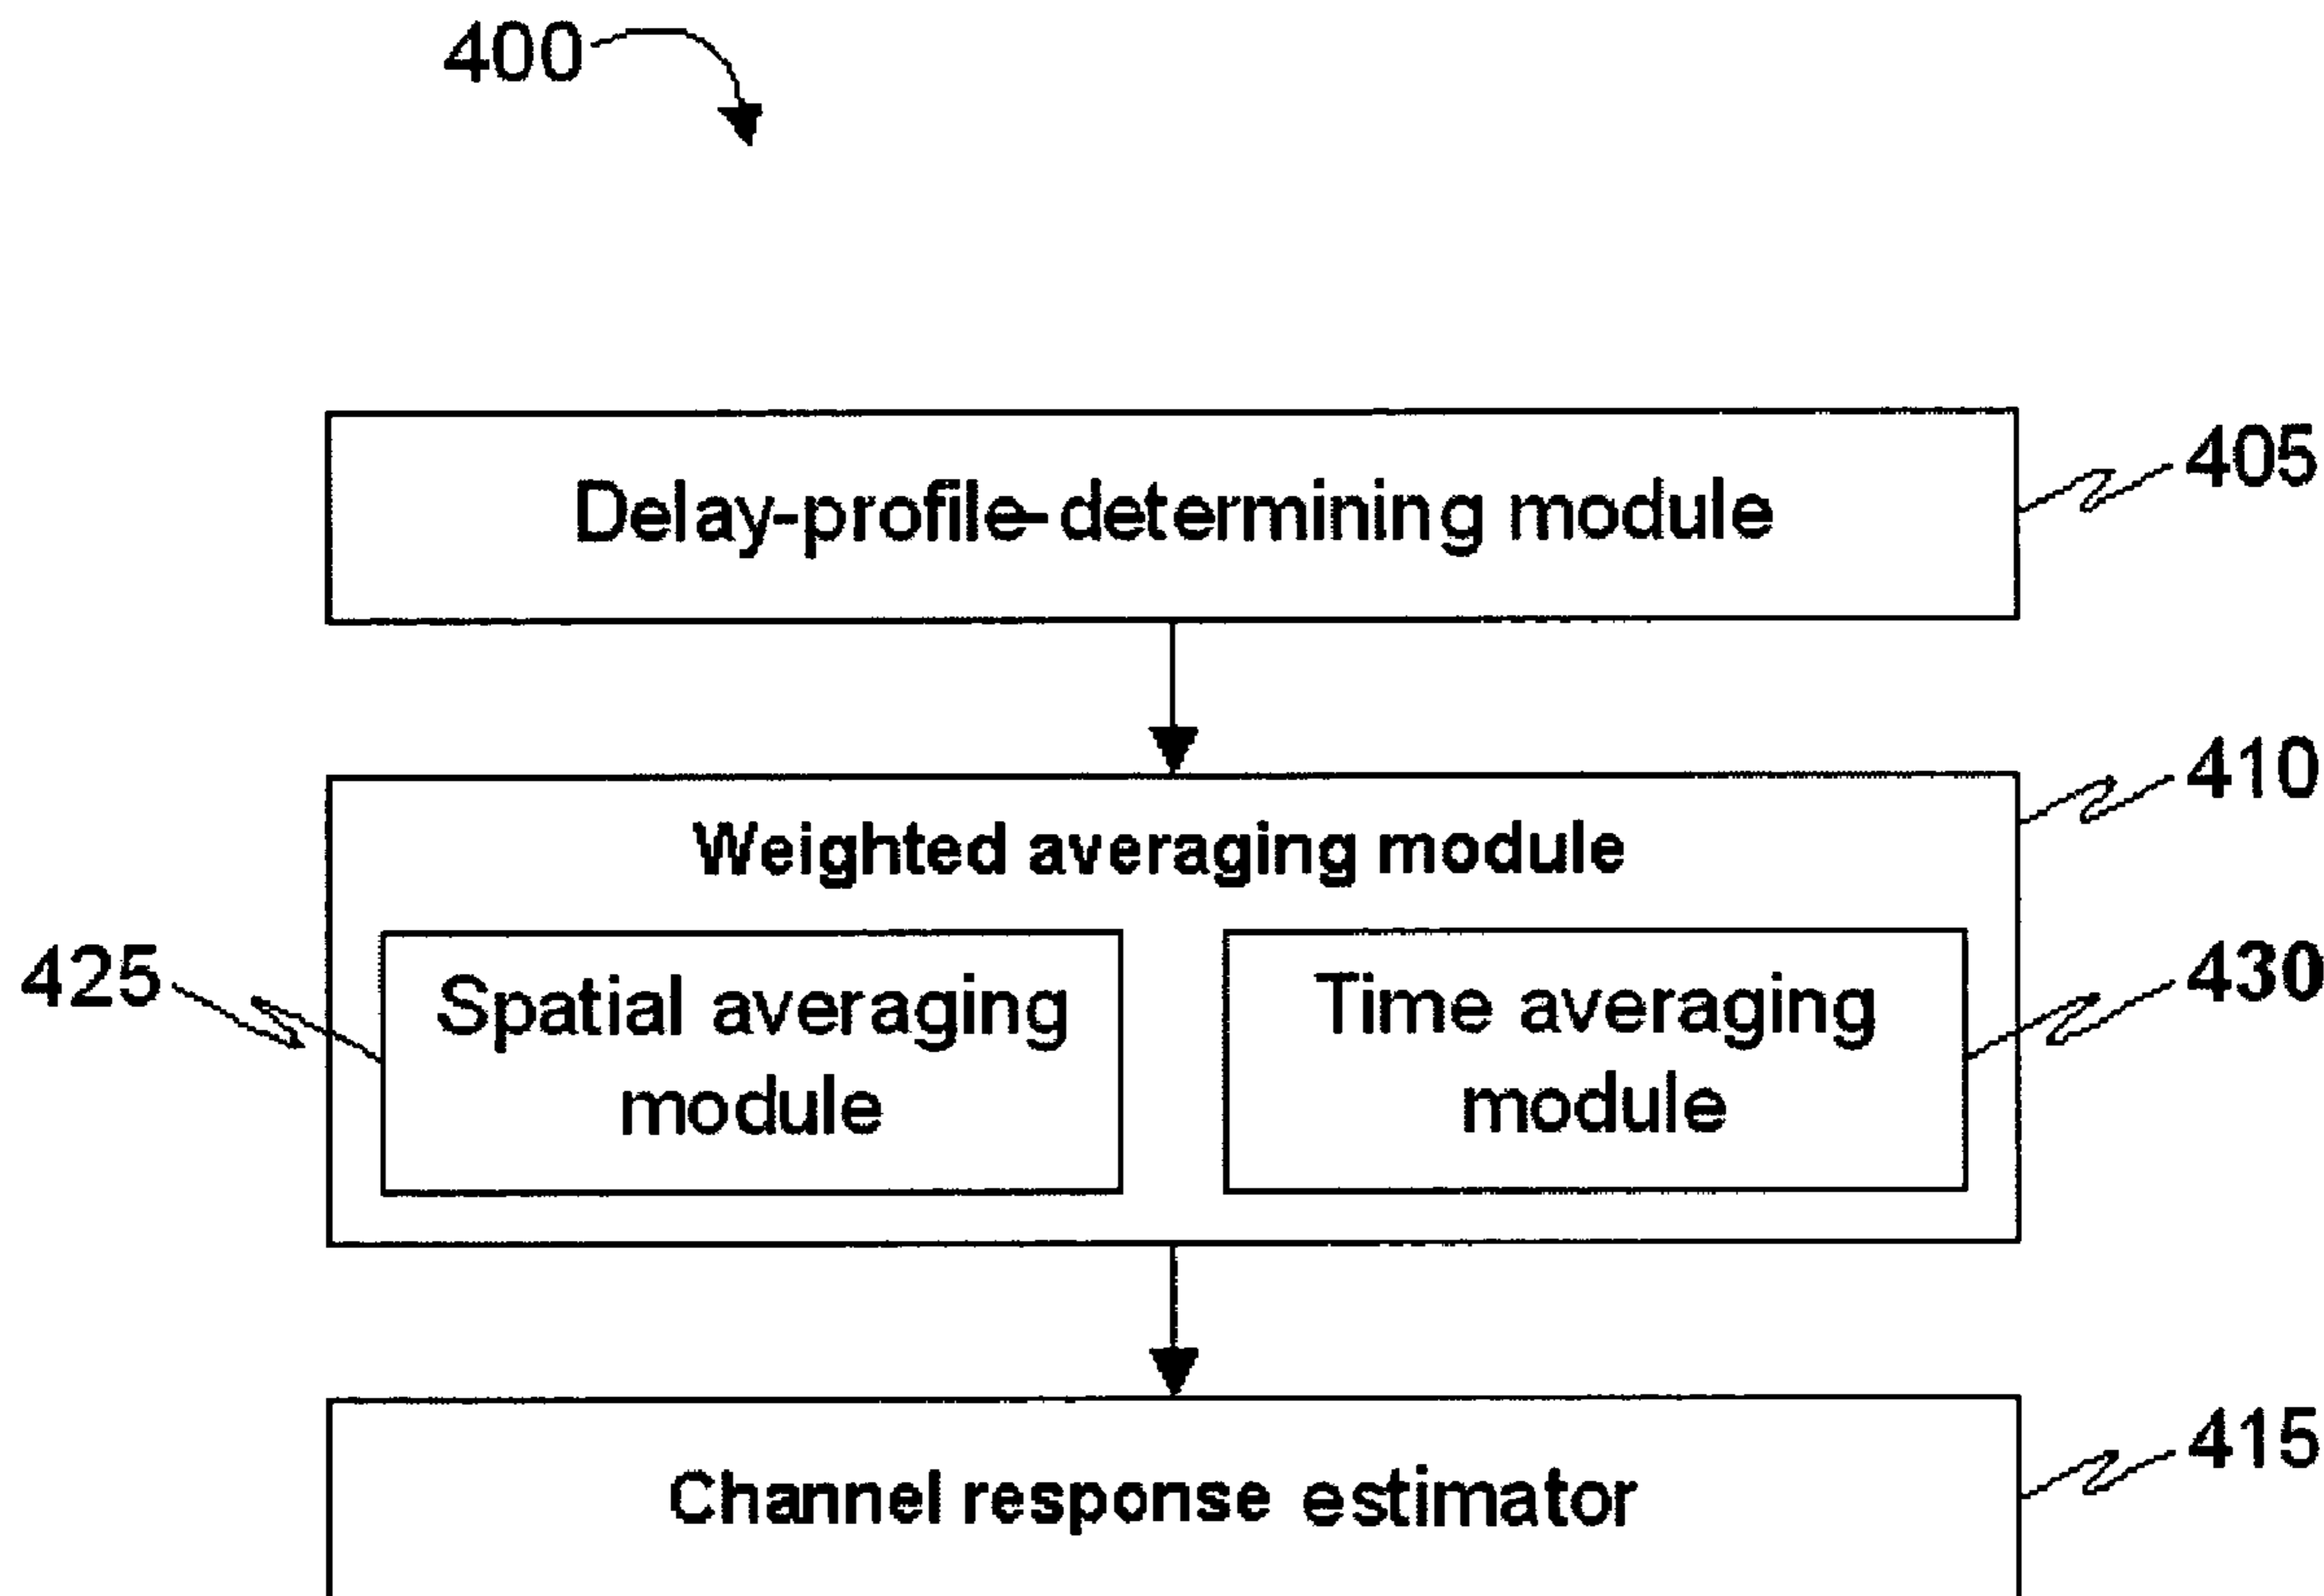 400
Delay-profile-determining module
405
410
Weighted averaging module
425
Spatial averaging
module
Time averaging
module
430
Channel response estimator
415